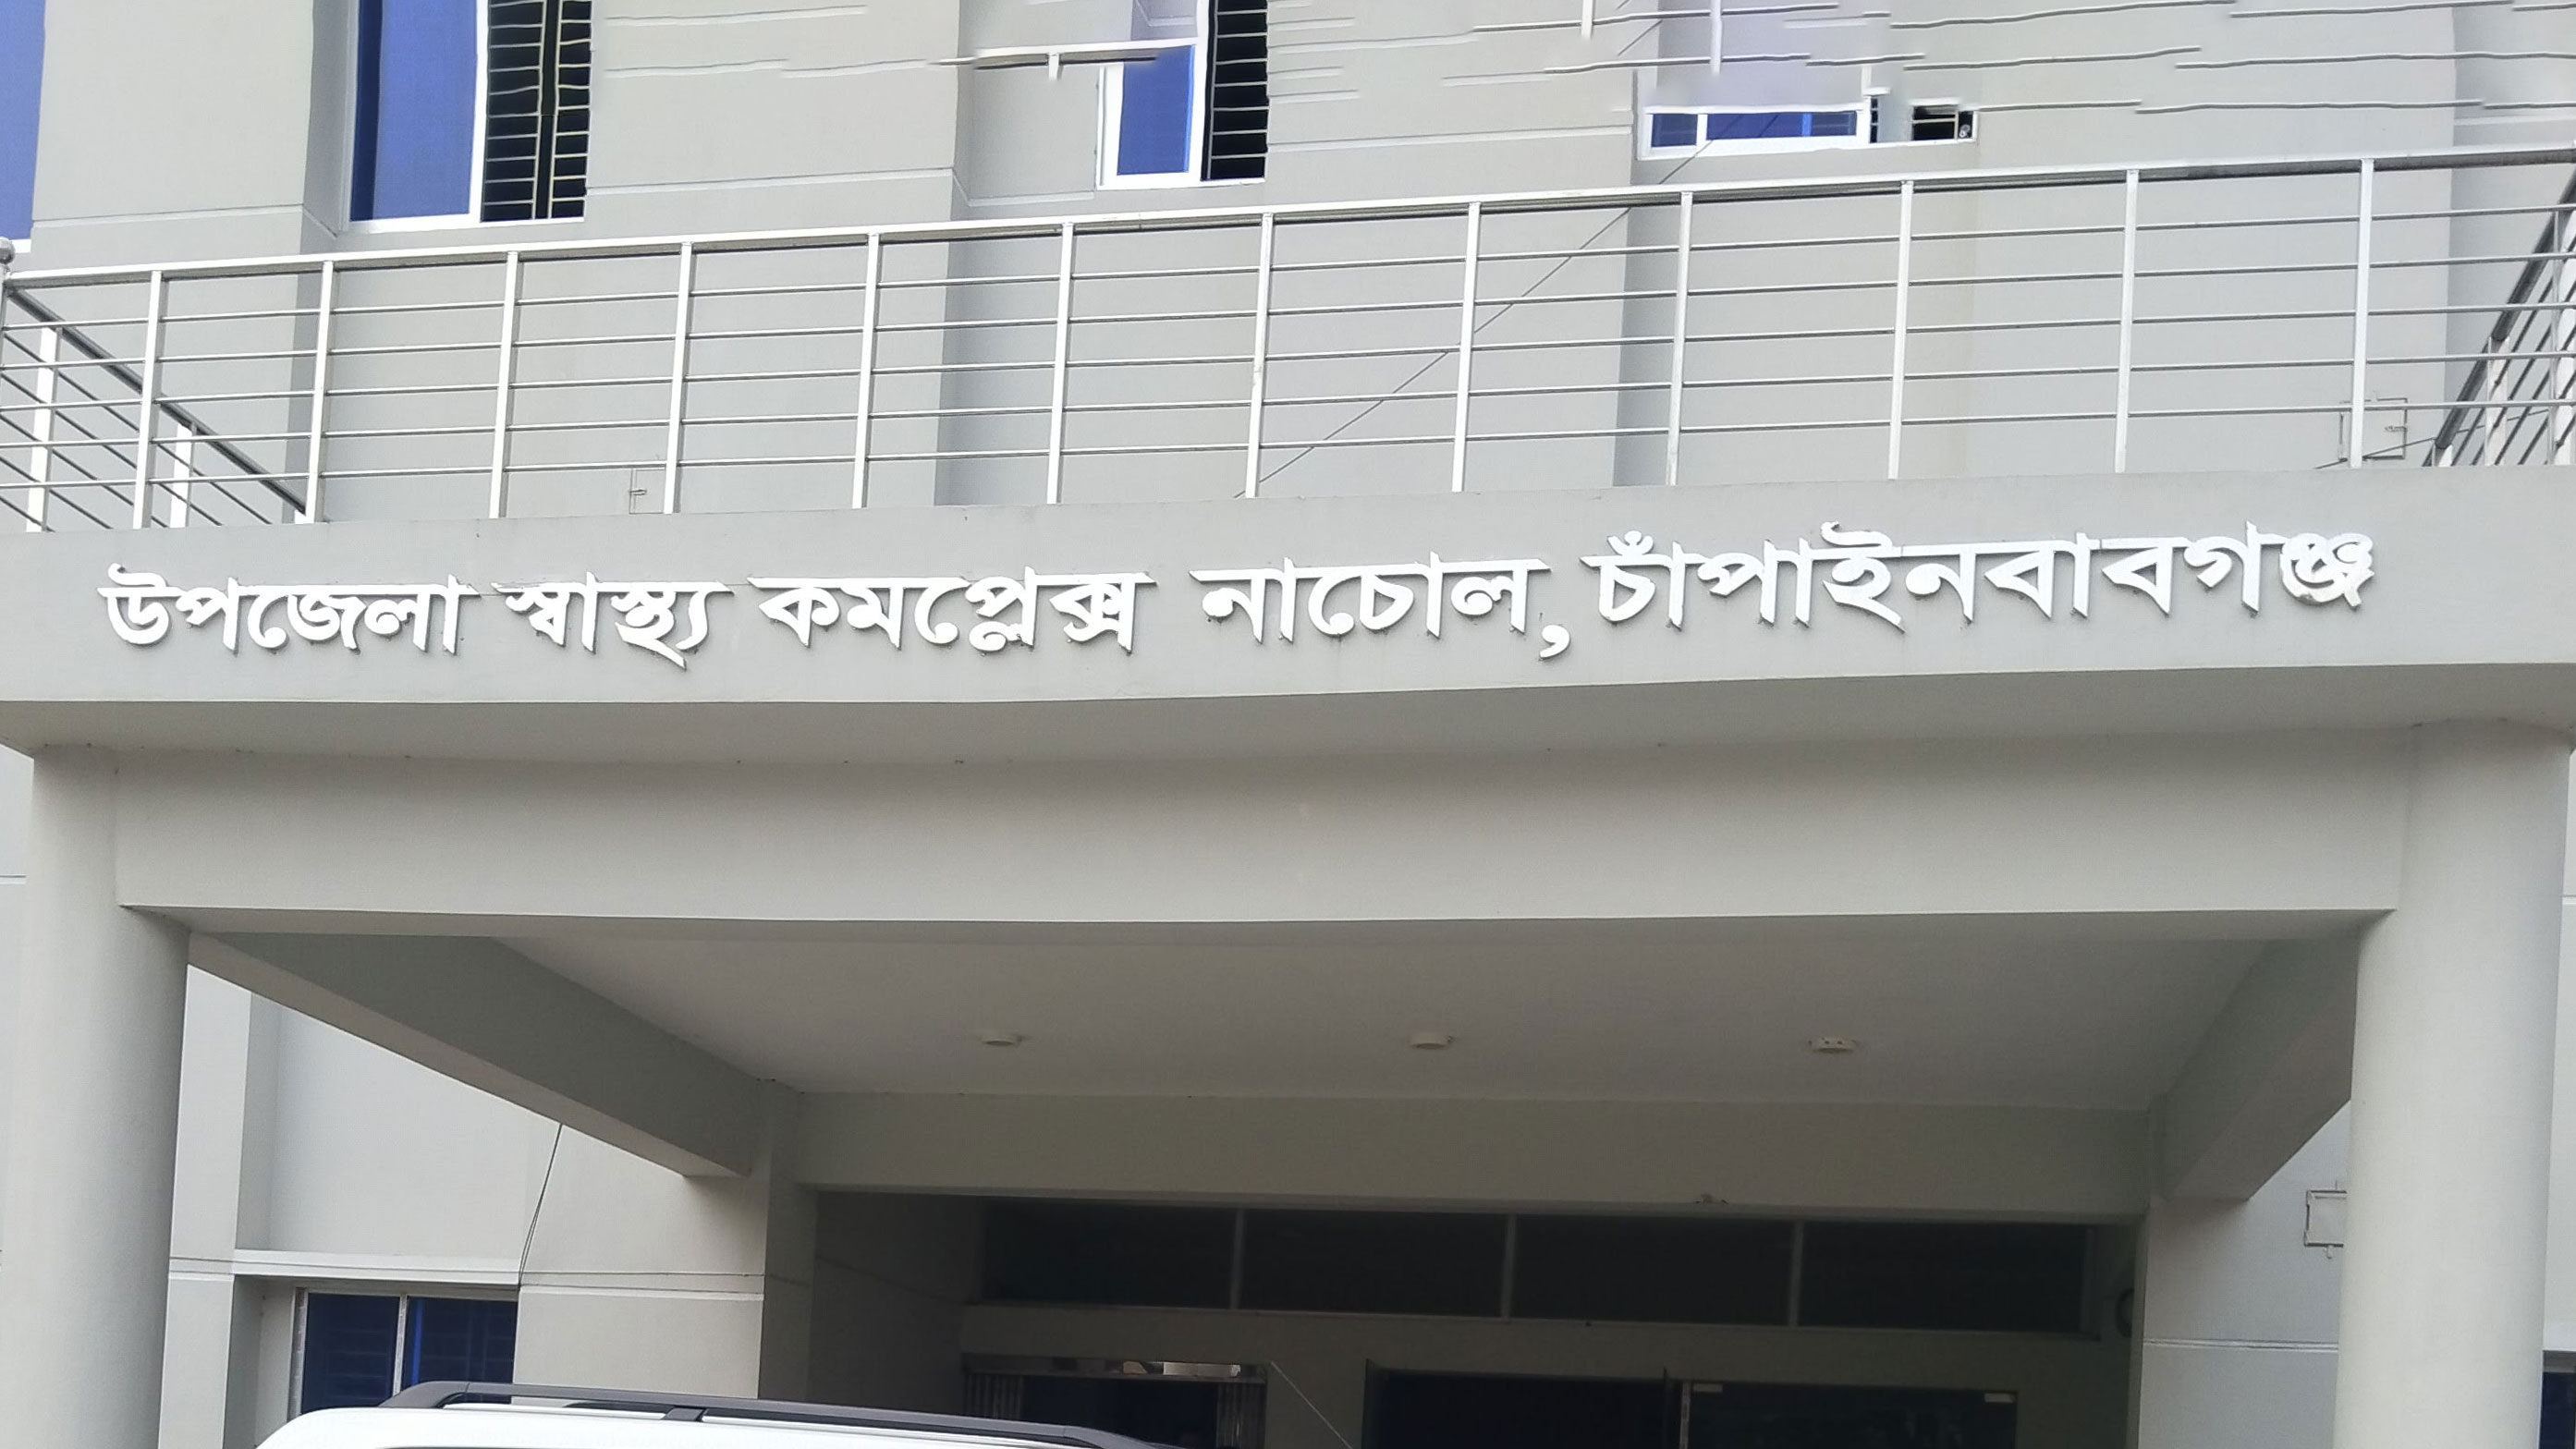 উপজেলা স্বাস্থ্য কমপ্লেক্স নাচোল, চাঁপাইনবাবগঞ্জ